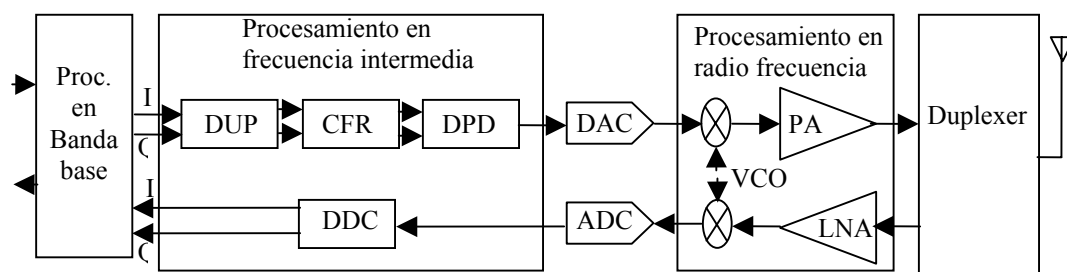 Procesamiento en
frecuencia intermedia
Procesamiento en
radio frecuencia
Proc.
en
Banda
base
I
DUP
CFR
DPD
DAC
PA
Duplexer
VCO
I
DDC
ADC
LNA